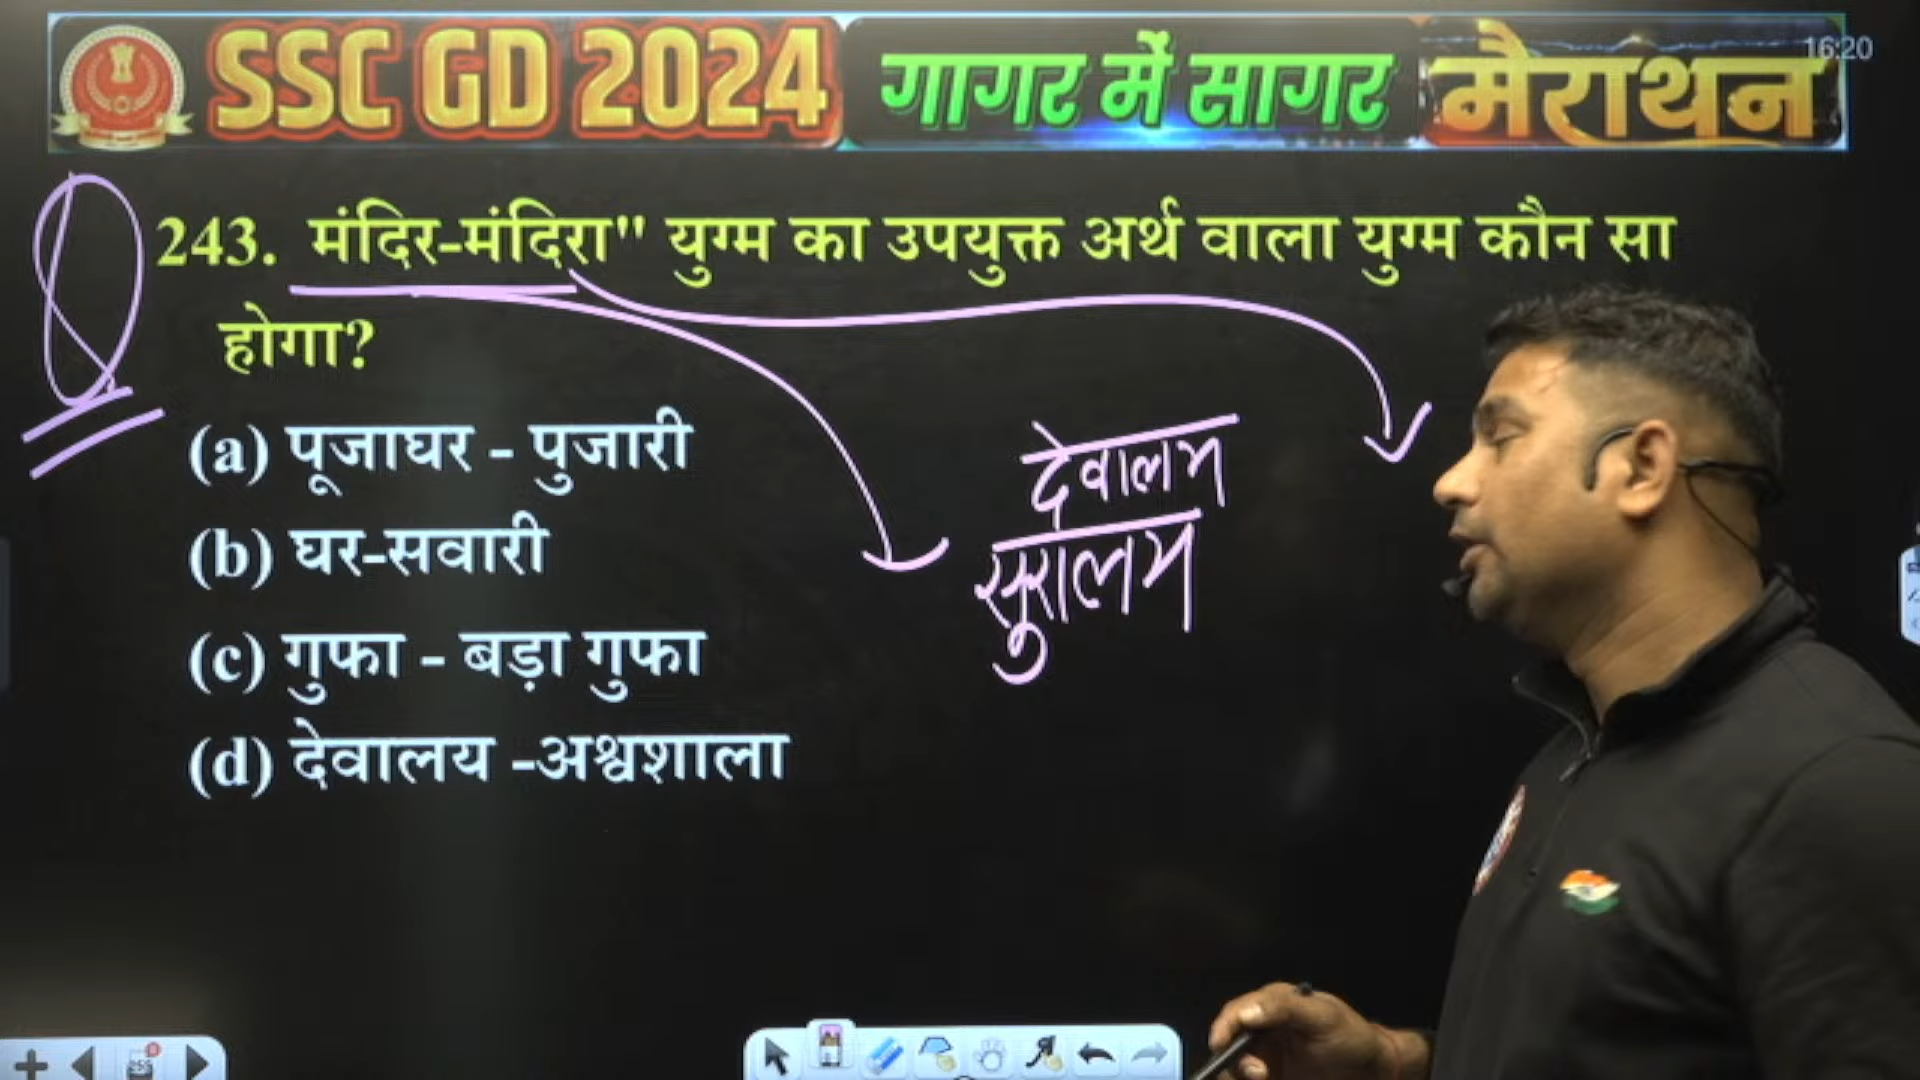 SSC GD 2024 गागर में सागर मैराथन
16:20
243. मंदिर-मंदिरा" युग्म का उपयुक्त अर्थ वाला युग्म कौन सा
होगा?
(a) पूजाघर - पुजारी
(b) घर-सवारी
(c) गुफा - बड़ा गुफा
(d) देवालय -अश्वशाला
देवालय
सुरालय